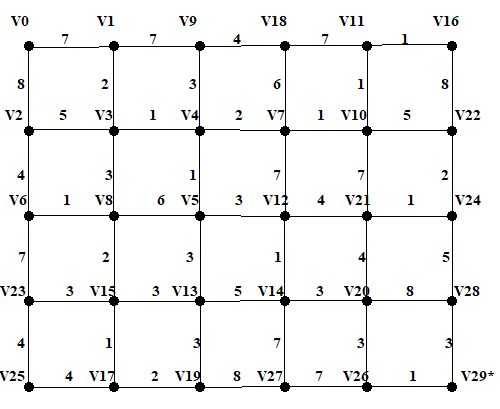 V0 V1 V9 V18 V11 V16
7 7 4 7 1
8 2 3 6 1 8
V2 5 V3 1 V4 2 V7 1 V10 5 V22
4 3 1 7 7 2
V6 1 V8 6 V5 3 V12 4 V21 1 V24
7 2 3 1 4 5
V23 3 V15 3 V13 5 V14 3 V20 8 V28
4 1 3 7 3 3
V25 4 V17 2 V19 8 V27 7 V26 1 V29*